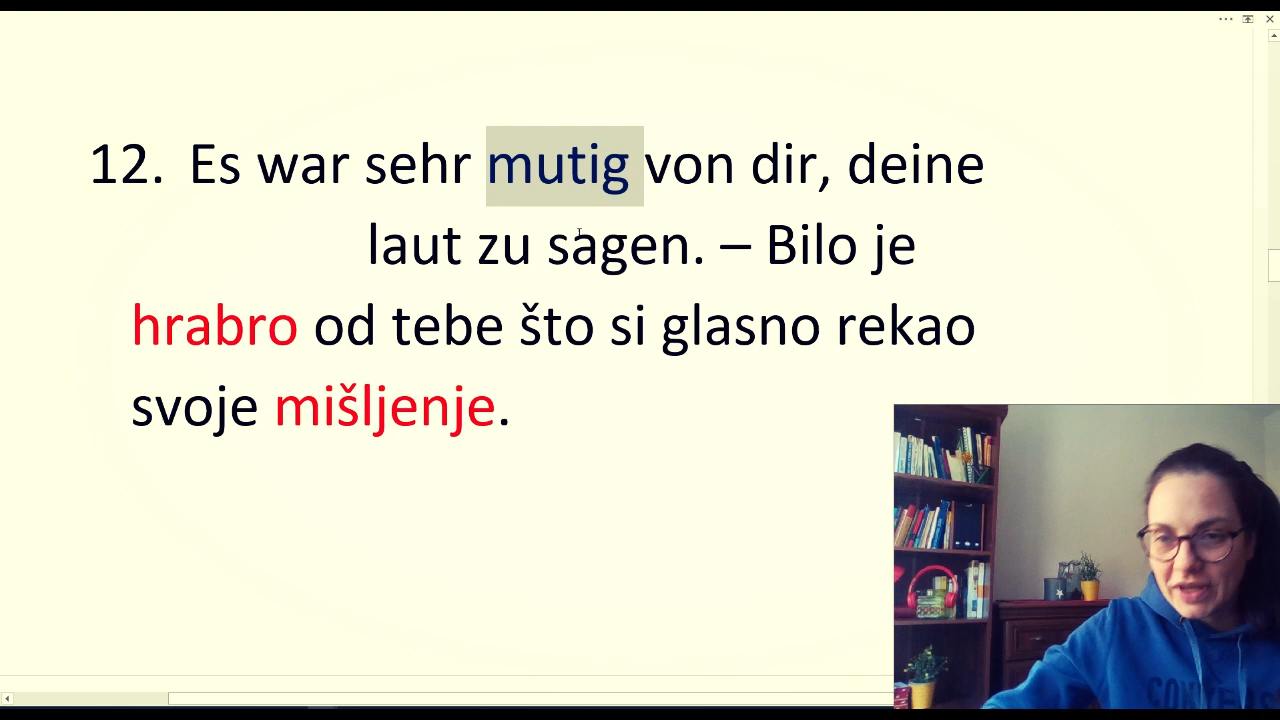 12. Es war sehr mutig von dir, deine
laut zu sagen. – Bilo je
hrabro od tebe što si glasno rekao
svoje mišljenje.